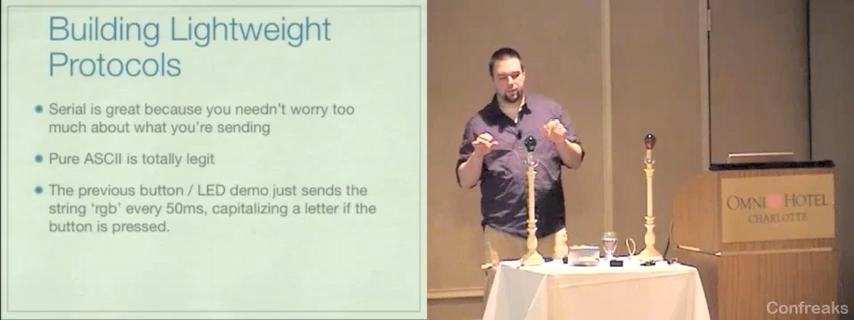 Building Lightweight
Protocols
Serial is great because you needn't worry too
much about what you're sending
Pure ASCII is totally legit
The previous button / LED demo just sends the
string 'rgb' every 50ms, capitalizing a letter if the
button is pressed.
OMNI HOTEL
CHARLOTTE
Confreaks